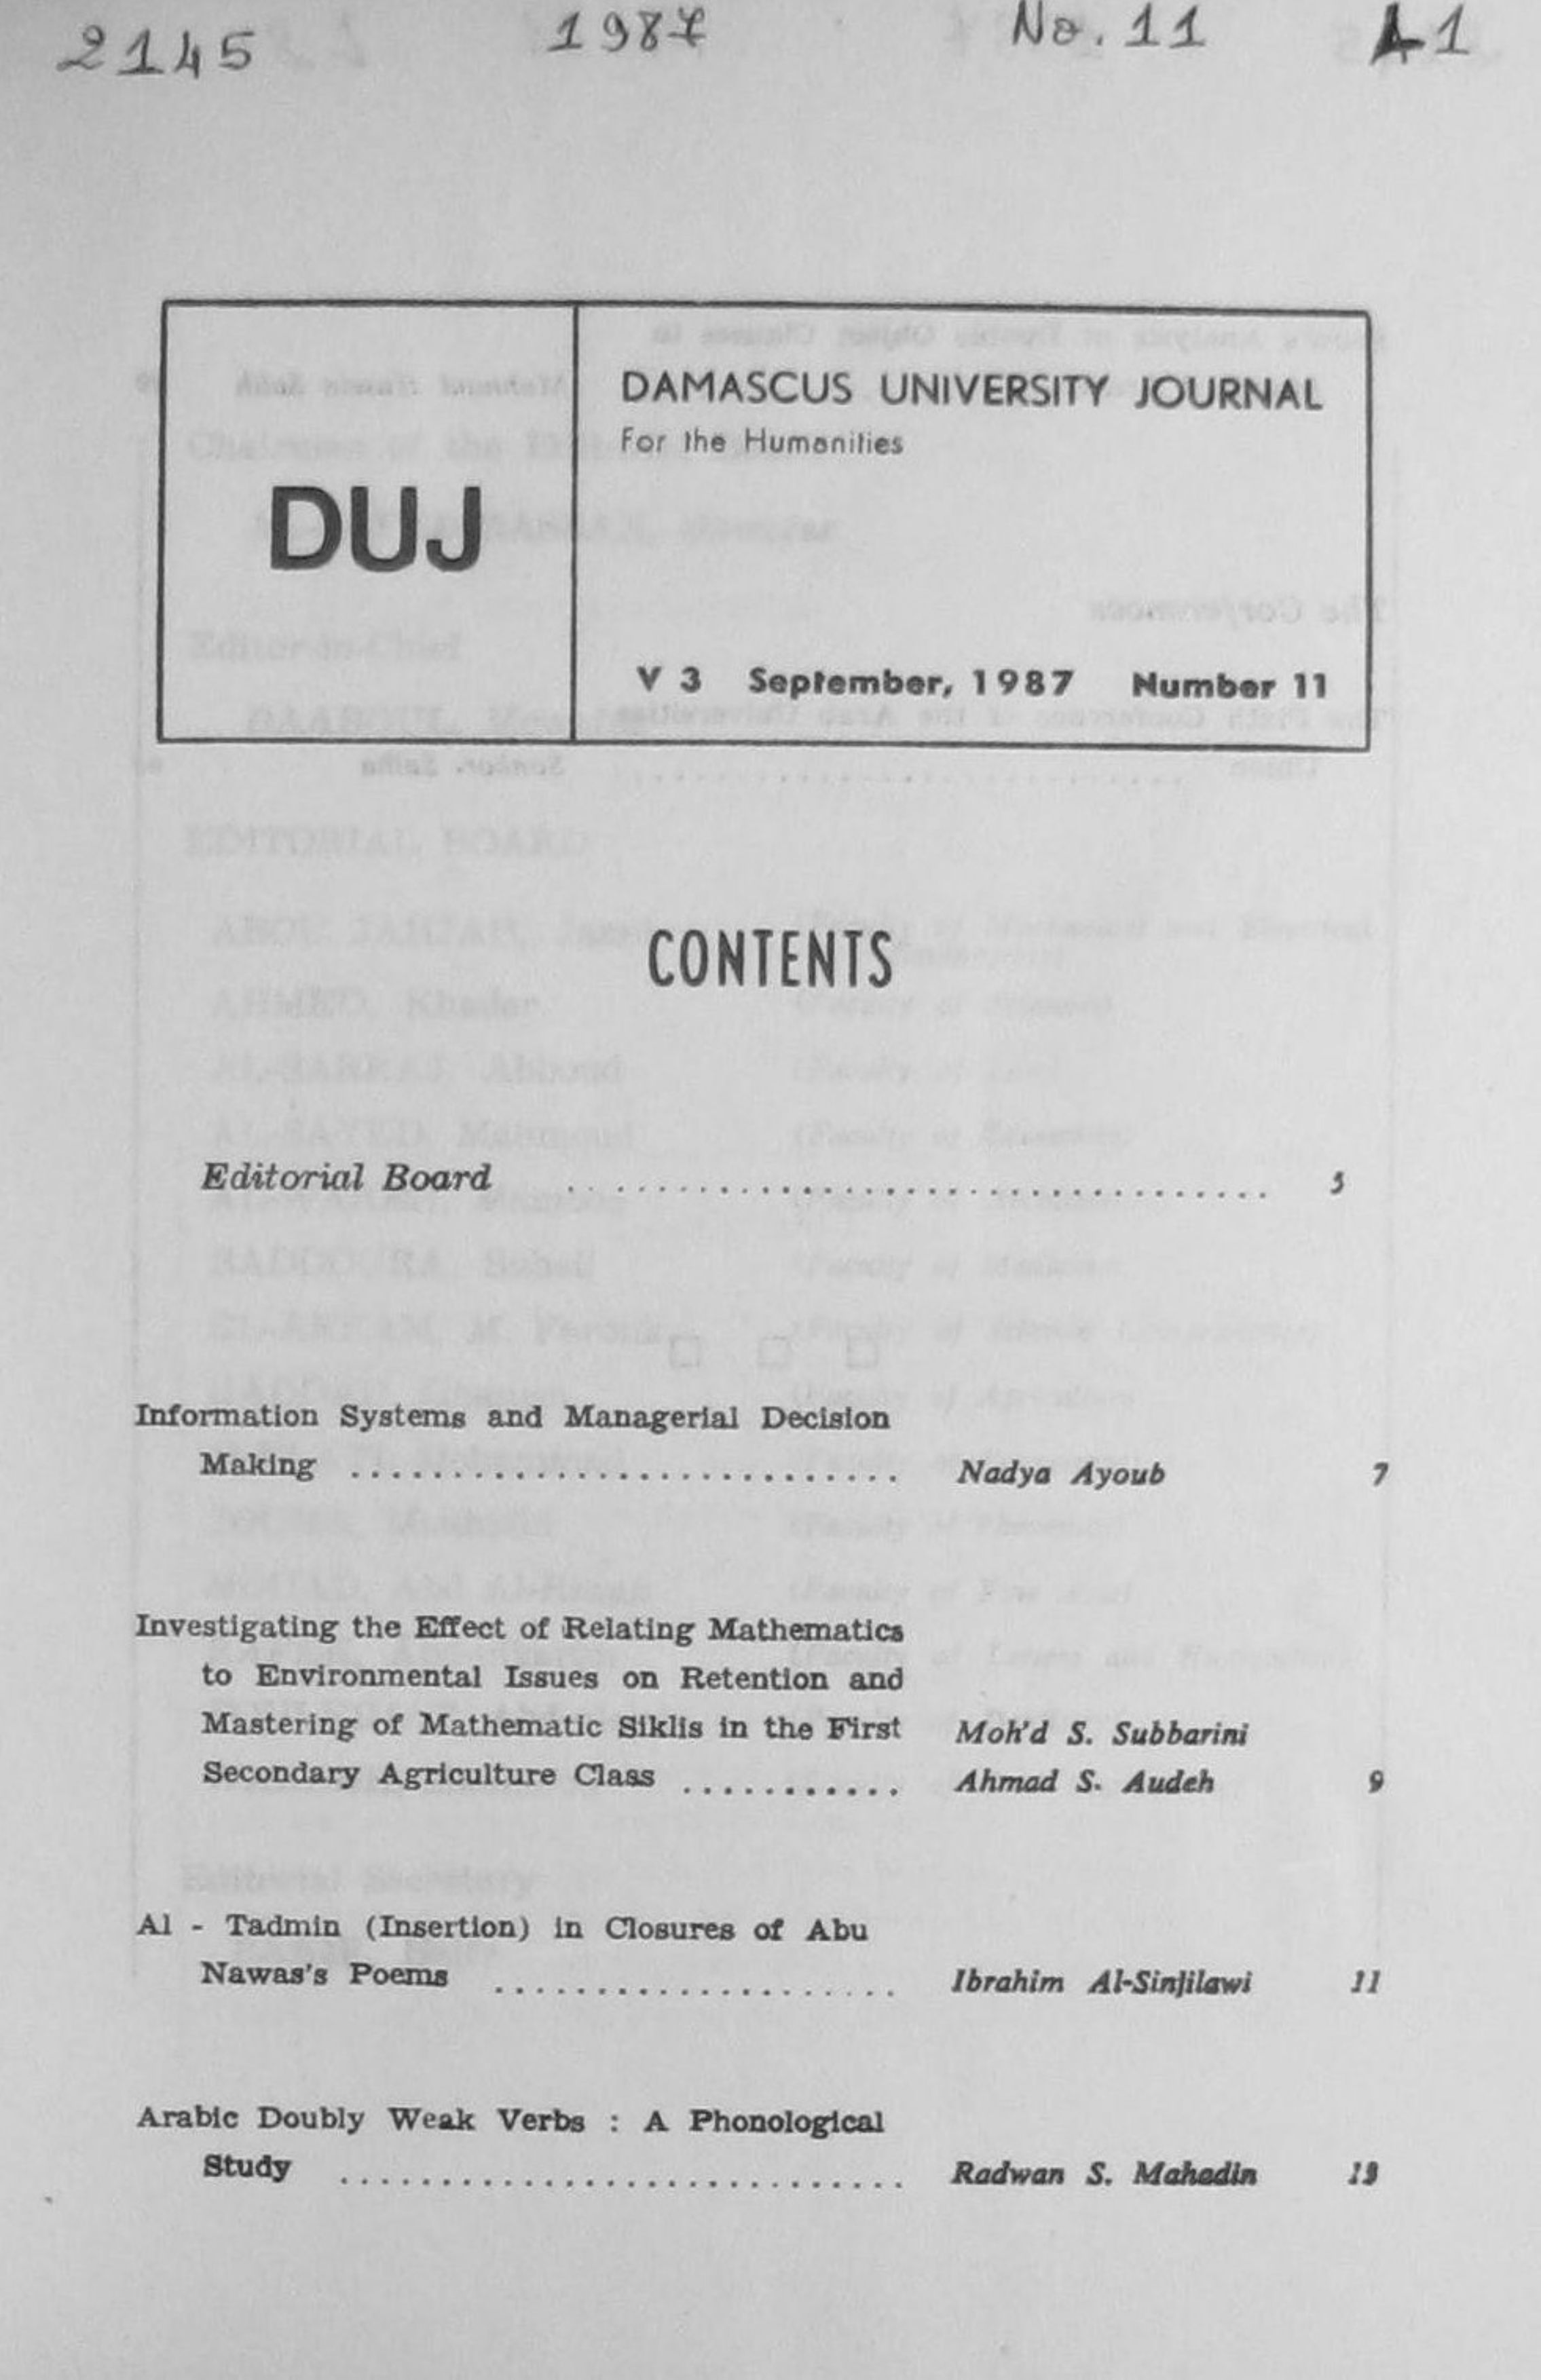 2145 1987 No. 11 A1
DUJ
DAMASCUS UNIVERSITY JOURNAL
For the Humanities
V 3 September, 1987 Number 11
CONTENTS
Editorial Board .......................................... 5
Information Systems and Managerial Decision
Making ............................ Nadya Ayoub 7
Investigating the Effect of Relating Mathematics
to Environmental Issues on Retention and
Mastering of Mathematic Siklis in the First Moh'd S. Subbarini
Secondary Agriculture Class ........... Ahmad S. Audeh 9
Al - Tadmin (Insertion) in Closures of Abu
Nawas's Poems .................... Ibrahim Al-Sinjilawi 11
Arabic Doubly Weak Verbs : A Phonological
Study ............................. Radwan S. Mahadin 13